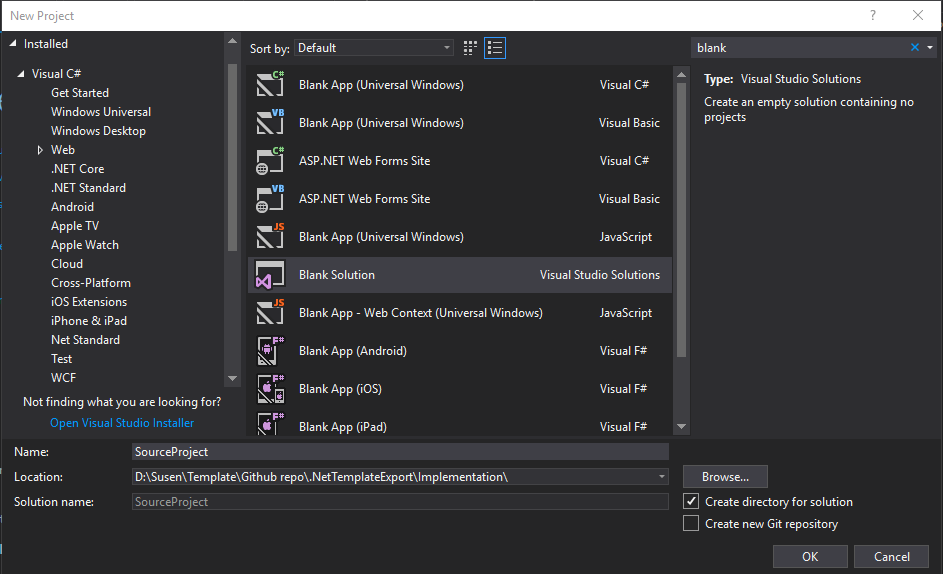 New Project
?
Installed
Visual C#
Get Started
Windows Universal
Windows Desktop
Web
.NET Core
.NET Standard
Android
Apple TV
Apple Watch
Cloud
Cross-Platform
iOS Extensions
iPhone & iPad
Net Standard
Test
WCF
Not finding what you are looking for?
Open Visual Studio Installer
Sort by: Default
C# Blank App (Universal Windows) Visual C#
VB Blank App (Universal Windows) Visual Basic
C# ASP.NET Web Forms Site Visual C#
VB ASP.NET Web Forms Site Visual Basic
JS Blank App (Universal Windows) JavaScript
Blank Solution Visual Studio Solutions
JS Blank App - Web Context (Universal Windows) JavaScript
F# Blank App (Android) Visual F#
F# Blank App (iOS) Visual F#
F# Blank App (iPad) Visual F#
blank
Type: Visual Studio Solutions
Create an empty solution containing no
projects
Name: SourceProject
Location: D:\Susen\Template\Github repo\.NetTemplateExport\Implementation\
Browse...
Solution name: SourceProject
Create directory for solution
Create new Git repository
OK
Cancel